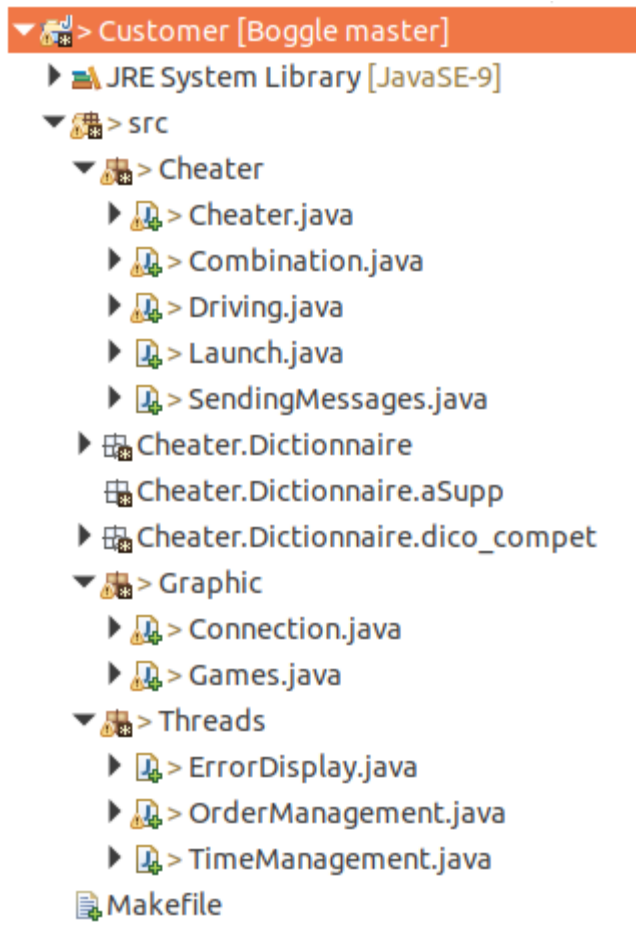 > Customer [Boggle master]
JRE System Library [JavaSE-9]
> src
> Cheater
> Cheater.java
> Combination.java
> Driving.java
> Launch.java
> SendingMessages.java
Cheater.Dictionnaire
Cheater.Dictionnaire.aSupp
Cheater.Dictionnaire.dico_compet
> Graphic
> Connection.java
> Games.java
> Threads
> ErrorDisplay.java
> OrderManagement.java
> TimeManagement.java
Makefile